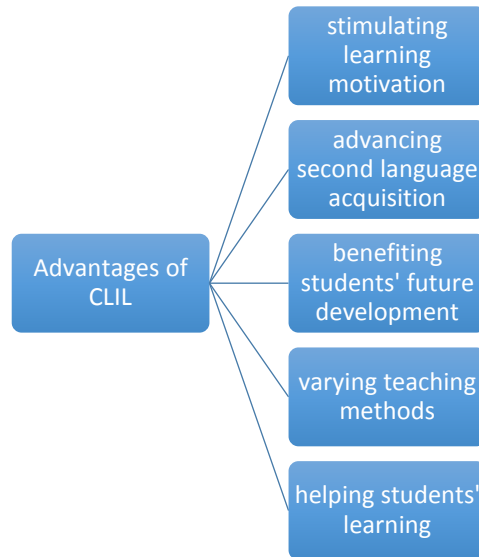 stimulating
learning
motivation
advancing
second language
acquisition
Advantages of
CLIL
benefiting
students' future
development
varying teaching
methods
helping students'
learning